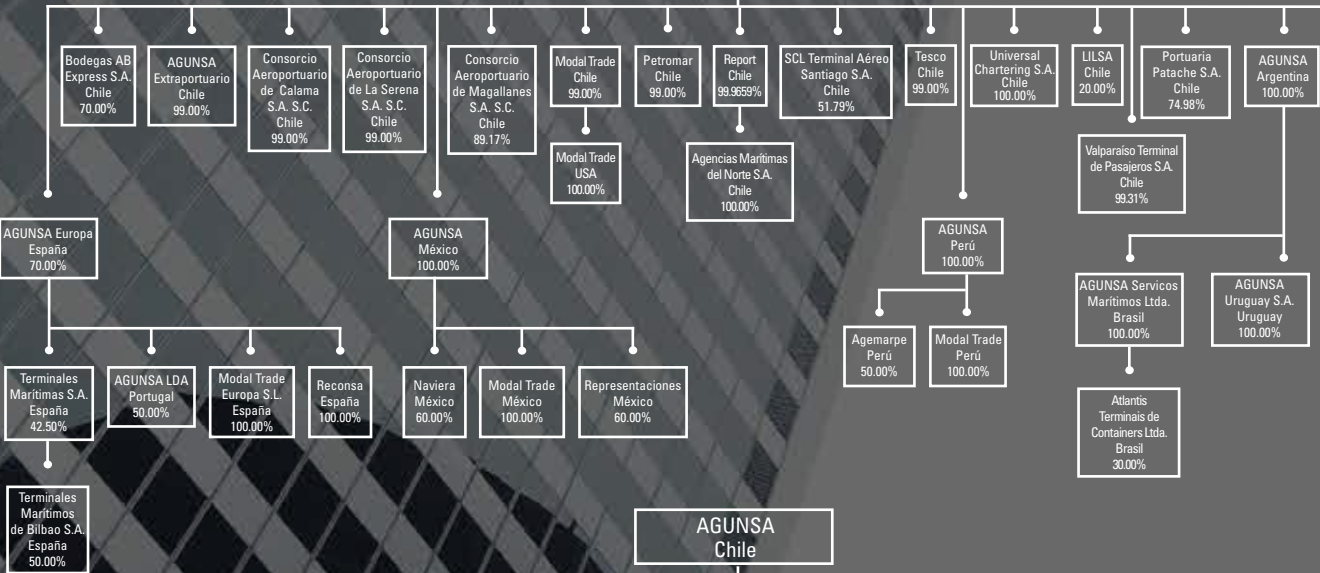 Bodegas AB
Express S.A.
Chile
70.00%
AGUNSA
Extraportuario
Chile
99.00%
Consorcio
Aeroportuario
de Calama
S.A. S.C.
Chile
99.00%
Consorcio
Aeroportuario
de La Serena
S.A. S.C.
Chile
99.00%
Consorcio
Aeroportuario
de Magallanes
S.A. S.C.
Chile
89.17%
Modal Trade
Chile
99.00%
Petromar
Chile
99.00%
Report
Chile
99.9659%
SCL Terminal Aéreo
Santiago S.A.
Chile
51.79%
Tesco
Chile
99.00%
Universal
Chartering S.A.
Chile
100.00%
LILSA
Chile
20.00%
Portuaria
Patache S.A.
Chile
74.98%
AGUNSA
Argentina
100.00%
Modal Trade
USA
100.00%
Agencias Marítimas
del Norte S.A.
Chile
100.00%
Valparaíso Terminal
de Pasajeros S.A.
Chile
99.31%
AGUNSA Europa
España
70.00%
AGUNSA
México
100.00%
AGUNSA
Perú
100.00%
AGUNSA Servicos
Marítimos Ltda.
Brasil
100.00%
AGUNSA
Uruguay S.A.
Uruguay
100.00%
Agemarpe
Perú
50.00%
Modal Trade
Perú
100.00%
Terminales
Marítimas S.A.
España
42.50%
AGUNSA LDA
Portugal
50.00%
Modal Trade
Europa S.L.
España
100.00%
Reconsa
España
100.00%
Naviera
México
60.00%
Modal Trade
México
100.00%
Representaciones
México
60.00%
Atlantis
Terminais de
Containers Ltda.
Brasil
30.00%
Terminales
Marítimos
de Bilbao S.A.
España
50.00%
AGUNSA
Chile